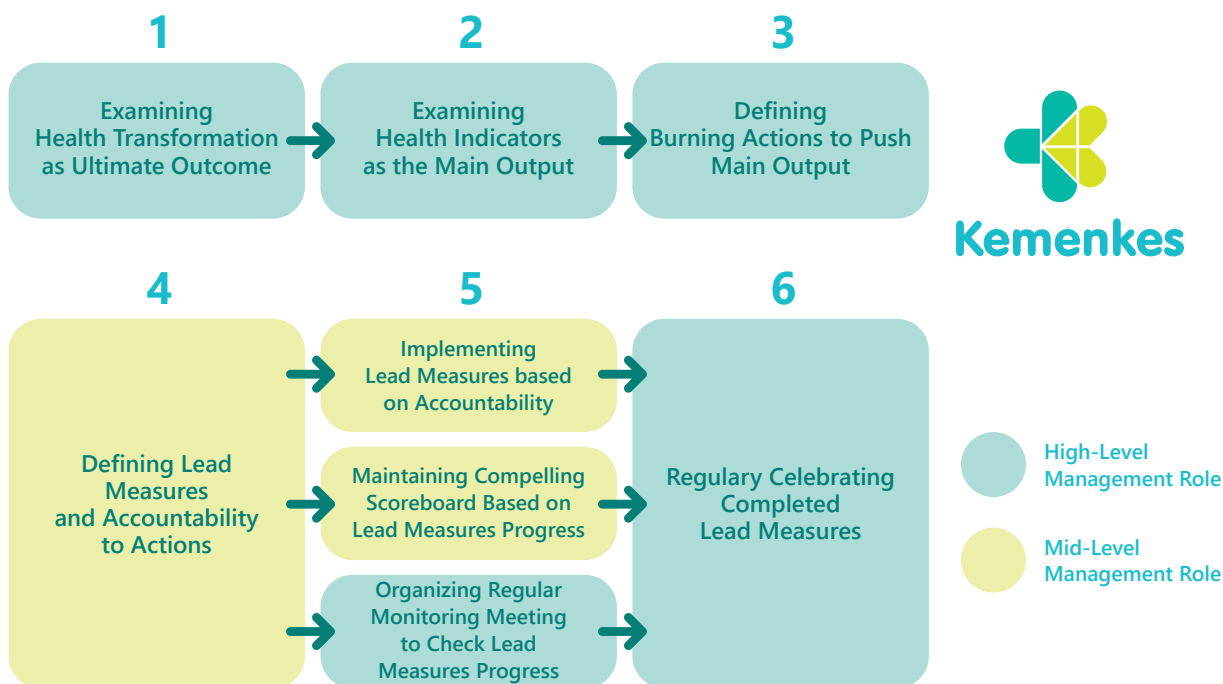 1
Examining
Health Transformation
as Ultimate Outcome
2
Examining
Health Indicators
as the Main Output
3
Defining
Burning Actions to Push
Main Output
Kemenkes
4
Defining Lead
Measures
and Accountability
to Actions
5
Implementing
Lead Measures based
on Accountability
Maintaining Compelling
Scoreboard Based on
Lead Measures Progress
Organizing Regular
Monitoring Meeting
to Check Lead
Measures Progress
6
Regulary Celebrating
Completed
Lead Measures
High-Level
Management Role
Mid-Level
Management Role